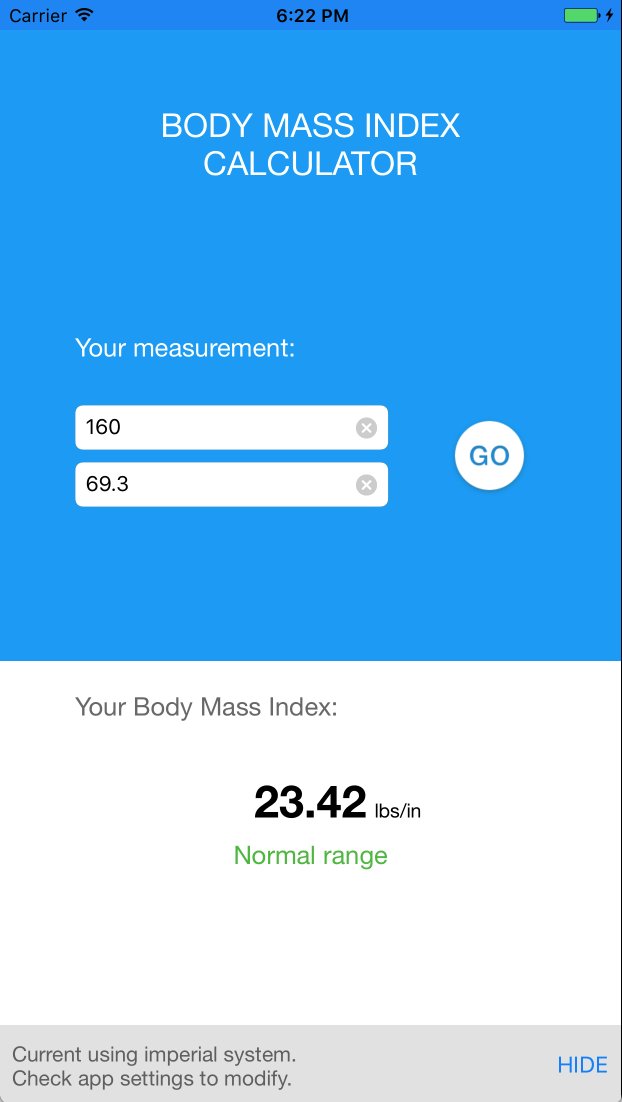 Carrier 6:22 PM
BODY MASS INDEX
CALCULATOR
Your measurement:
160
69.3
GO
Your Body Mass Index:
23.42 lbs/in
Normal range
Current using imperial system.
Check app settings to modify.
HIDE